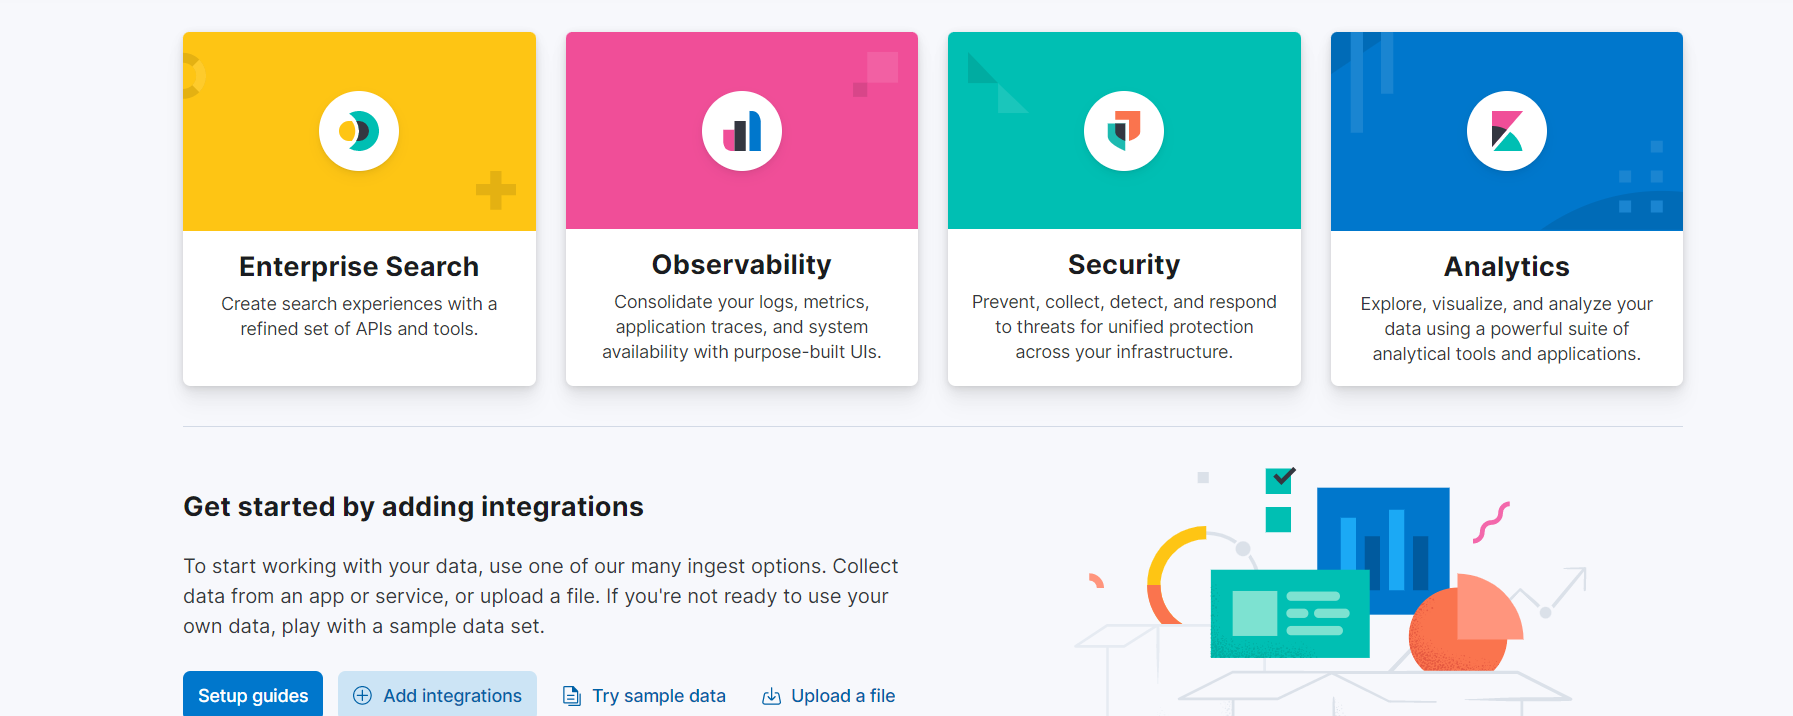 Enterprise Search
Create search experiences with a
refined set of APIs and tools.
Observability
Consolidate your logs, metrics,
application traces, and system
availability with purpose-built UIs.
Security
Prevent, collect, detect, and respond
to threats for unified protection
across your infrastructure.
Analytics
Explore, visualize, and analyze your
data using a powerful suite of
analytical tools and applications.
Get started by adding integrations
To start working with your data, use one of our many ingest options. Collect
data from an app or service, or upload a file. If you're not ready to use your
own data, play with a sample data set.
Setup guides
Add integrations
Try sample data
Upload a file